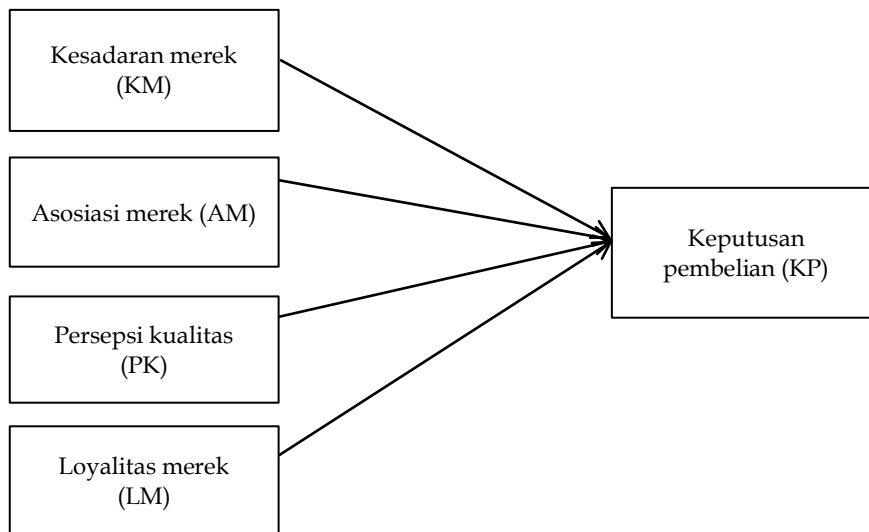 Kesadaran merek
(KM)
Asosiasi merek (AM)
Persepsi kualitas
(PK)
Loyalitas merek
(LM)
Keputusan
pembelian (KP)